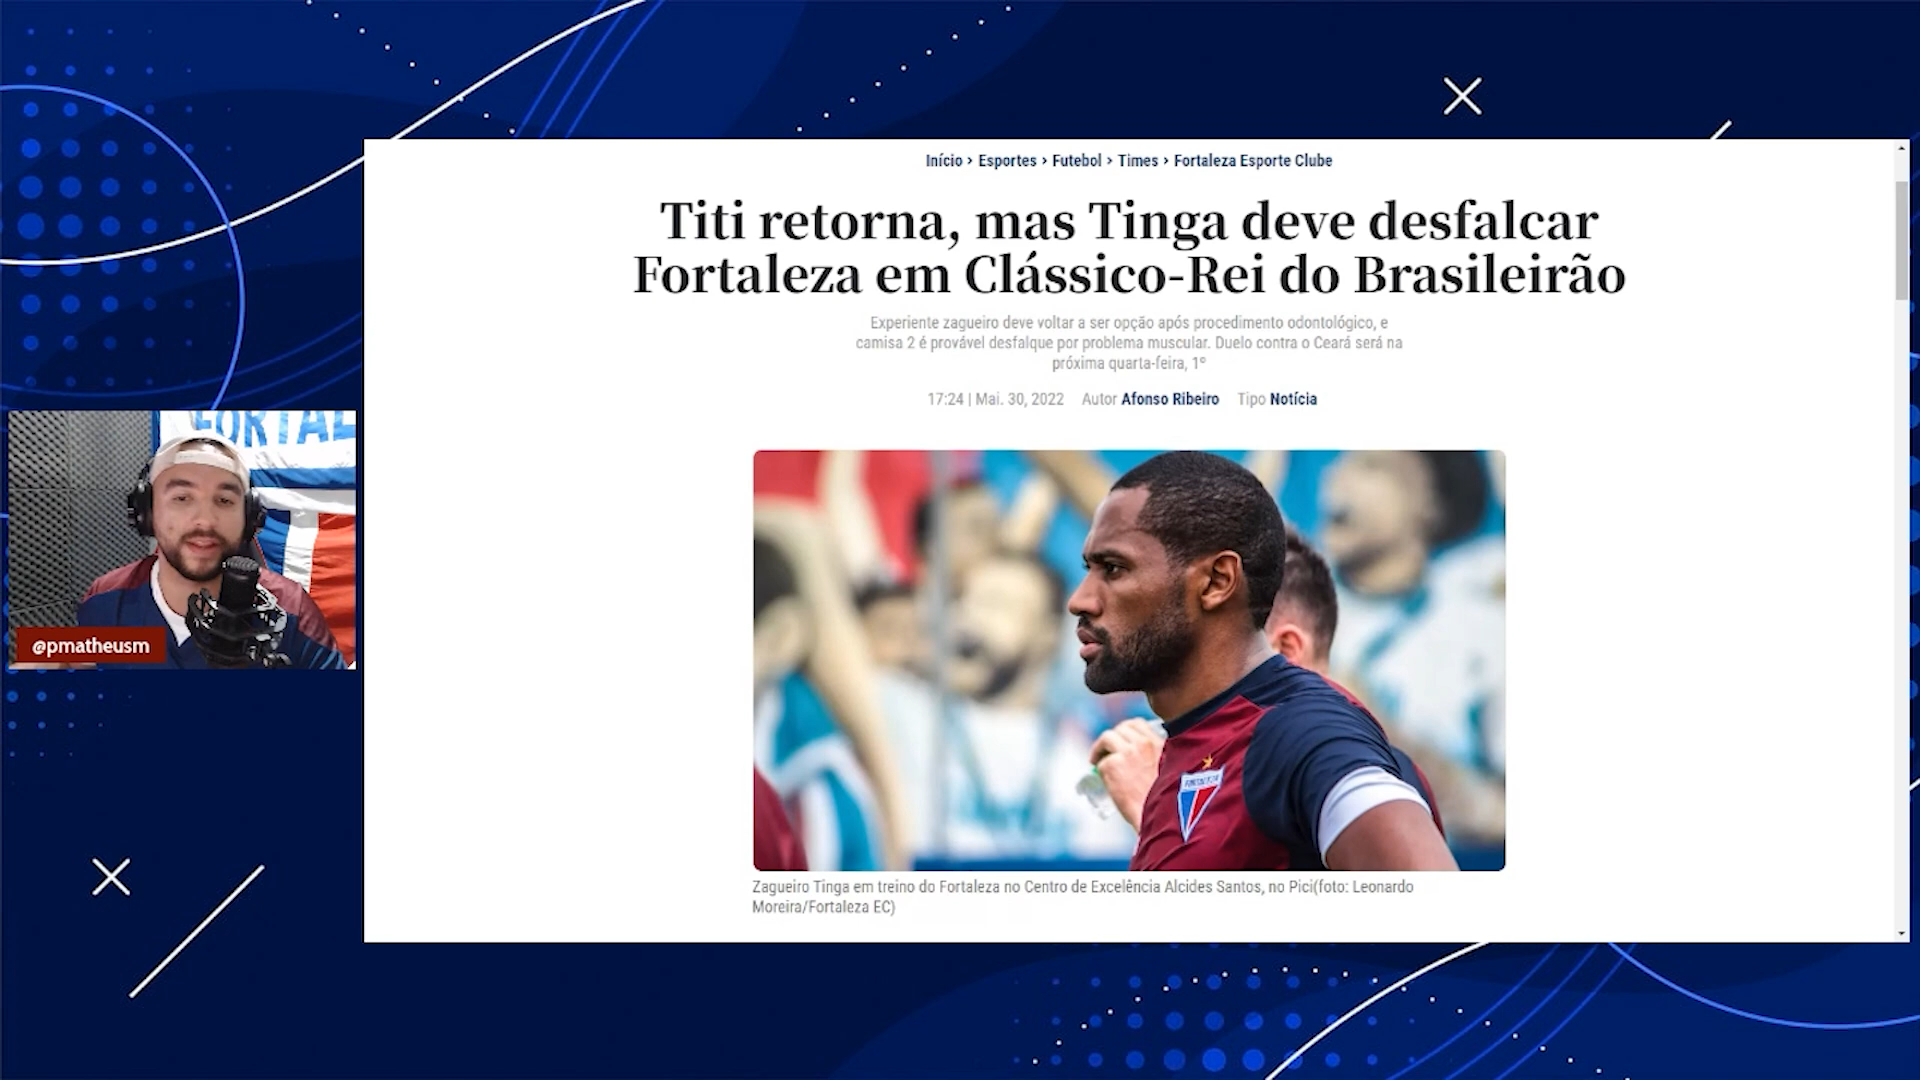 Início › Esportes › Futebol › Times › Fortaleza Esporte Clube
Titi retorna, mas Tinga deve desfalcar
Fortaleza em Clássico-Rei do Brasileirão
Experiente zagueiro deve voltar a ser opção após procedimento odontológico, e
camisa 2 é provável desfalque por problema muscular. Duelo contra o Ceará será na
próxima quarta-feira, 1º
17:24 | Mai. 30, 2022 Autor Afonso Ribeiro Tipo Notícia
FORTAL
@pmatheusm
Zagueiro Tinga em treino do Fortaleza no Centro de Excelência Alcides Santos, no Pici(foto: Leonardo
Moreira/Fortaleza EC)